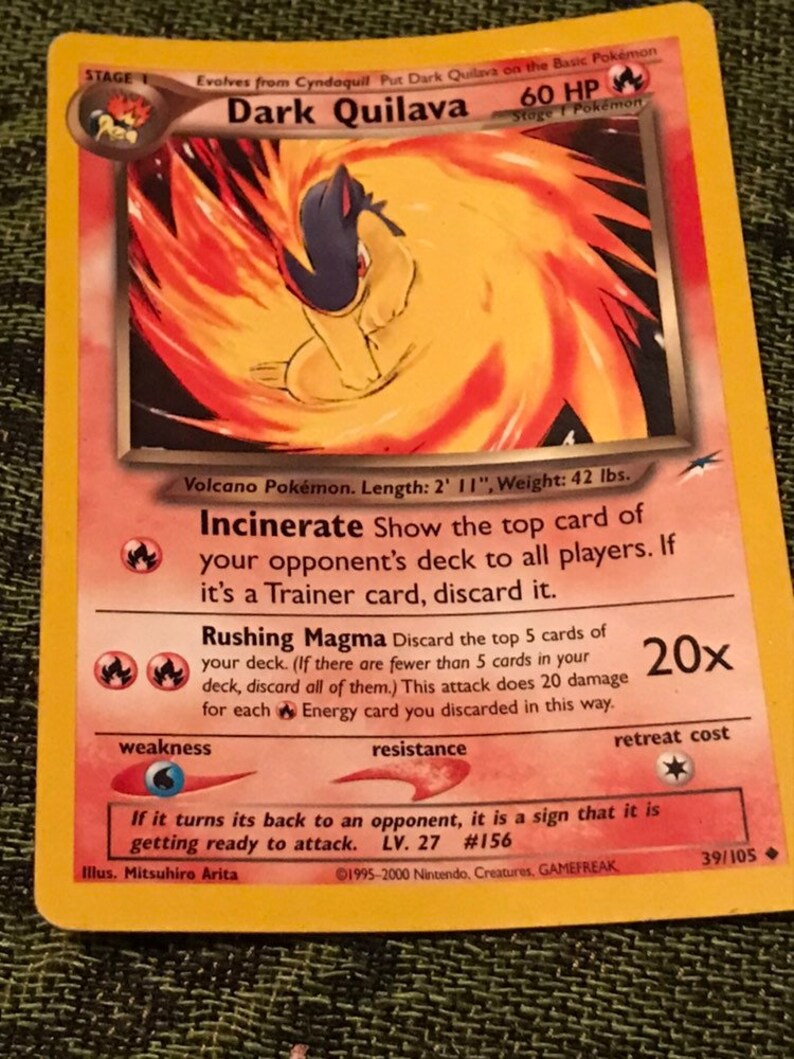 STAGE 1
Evolves from Cyndaquil Put Dark Quilava on the Basic Pokémon
Dark Quilava 60 HP
Stage 1 Pokémon
Volcano Pokémon. Length: 2' 11", Weight: 42 lbs.
Incinerate Show the top card of
your opponent's deck to all players. If
it's a Trainer card, discard it.
Rushing Magma Discard the top 5 cards of
your deck. (If there are fewer than 5 cards in your
deck, discard all of them.) This attack does 20 damage
for each Energy card you discarded in this way.
20x
weakness resistance retreat cost
If it turns its back to an opponent, it is a sign that it is
getting ready to attack. LV. 27 #156
Illus. Mitsuhiro Arita ©1995-2000 Nintendo, Creatures, GAMEFREAK. 39/105